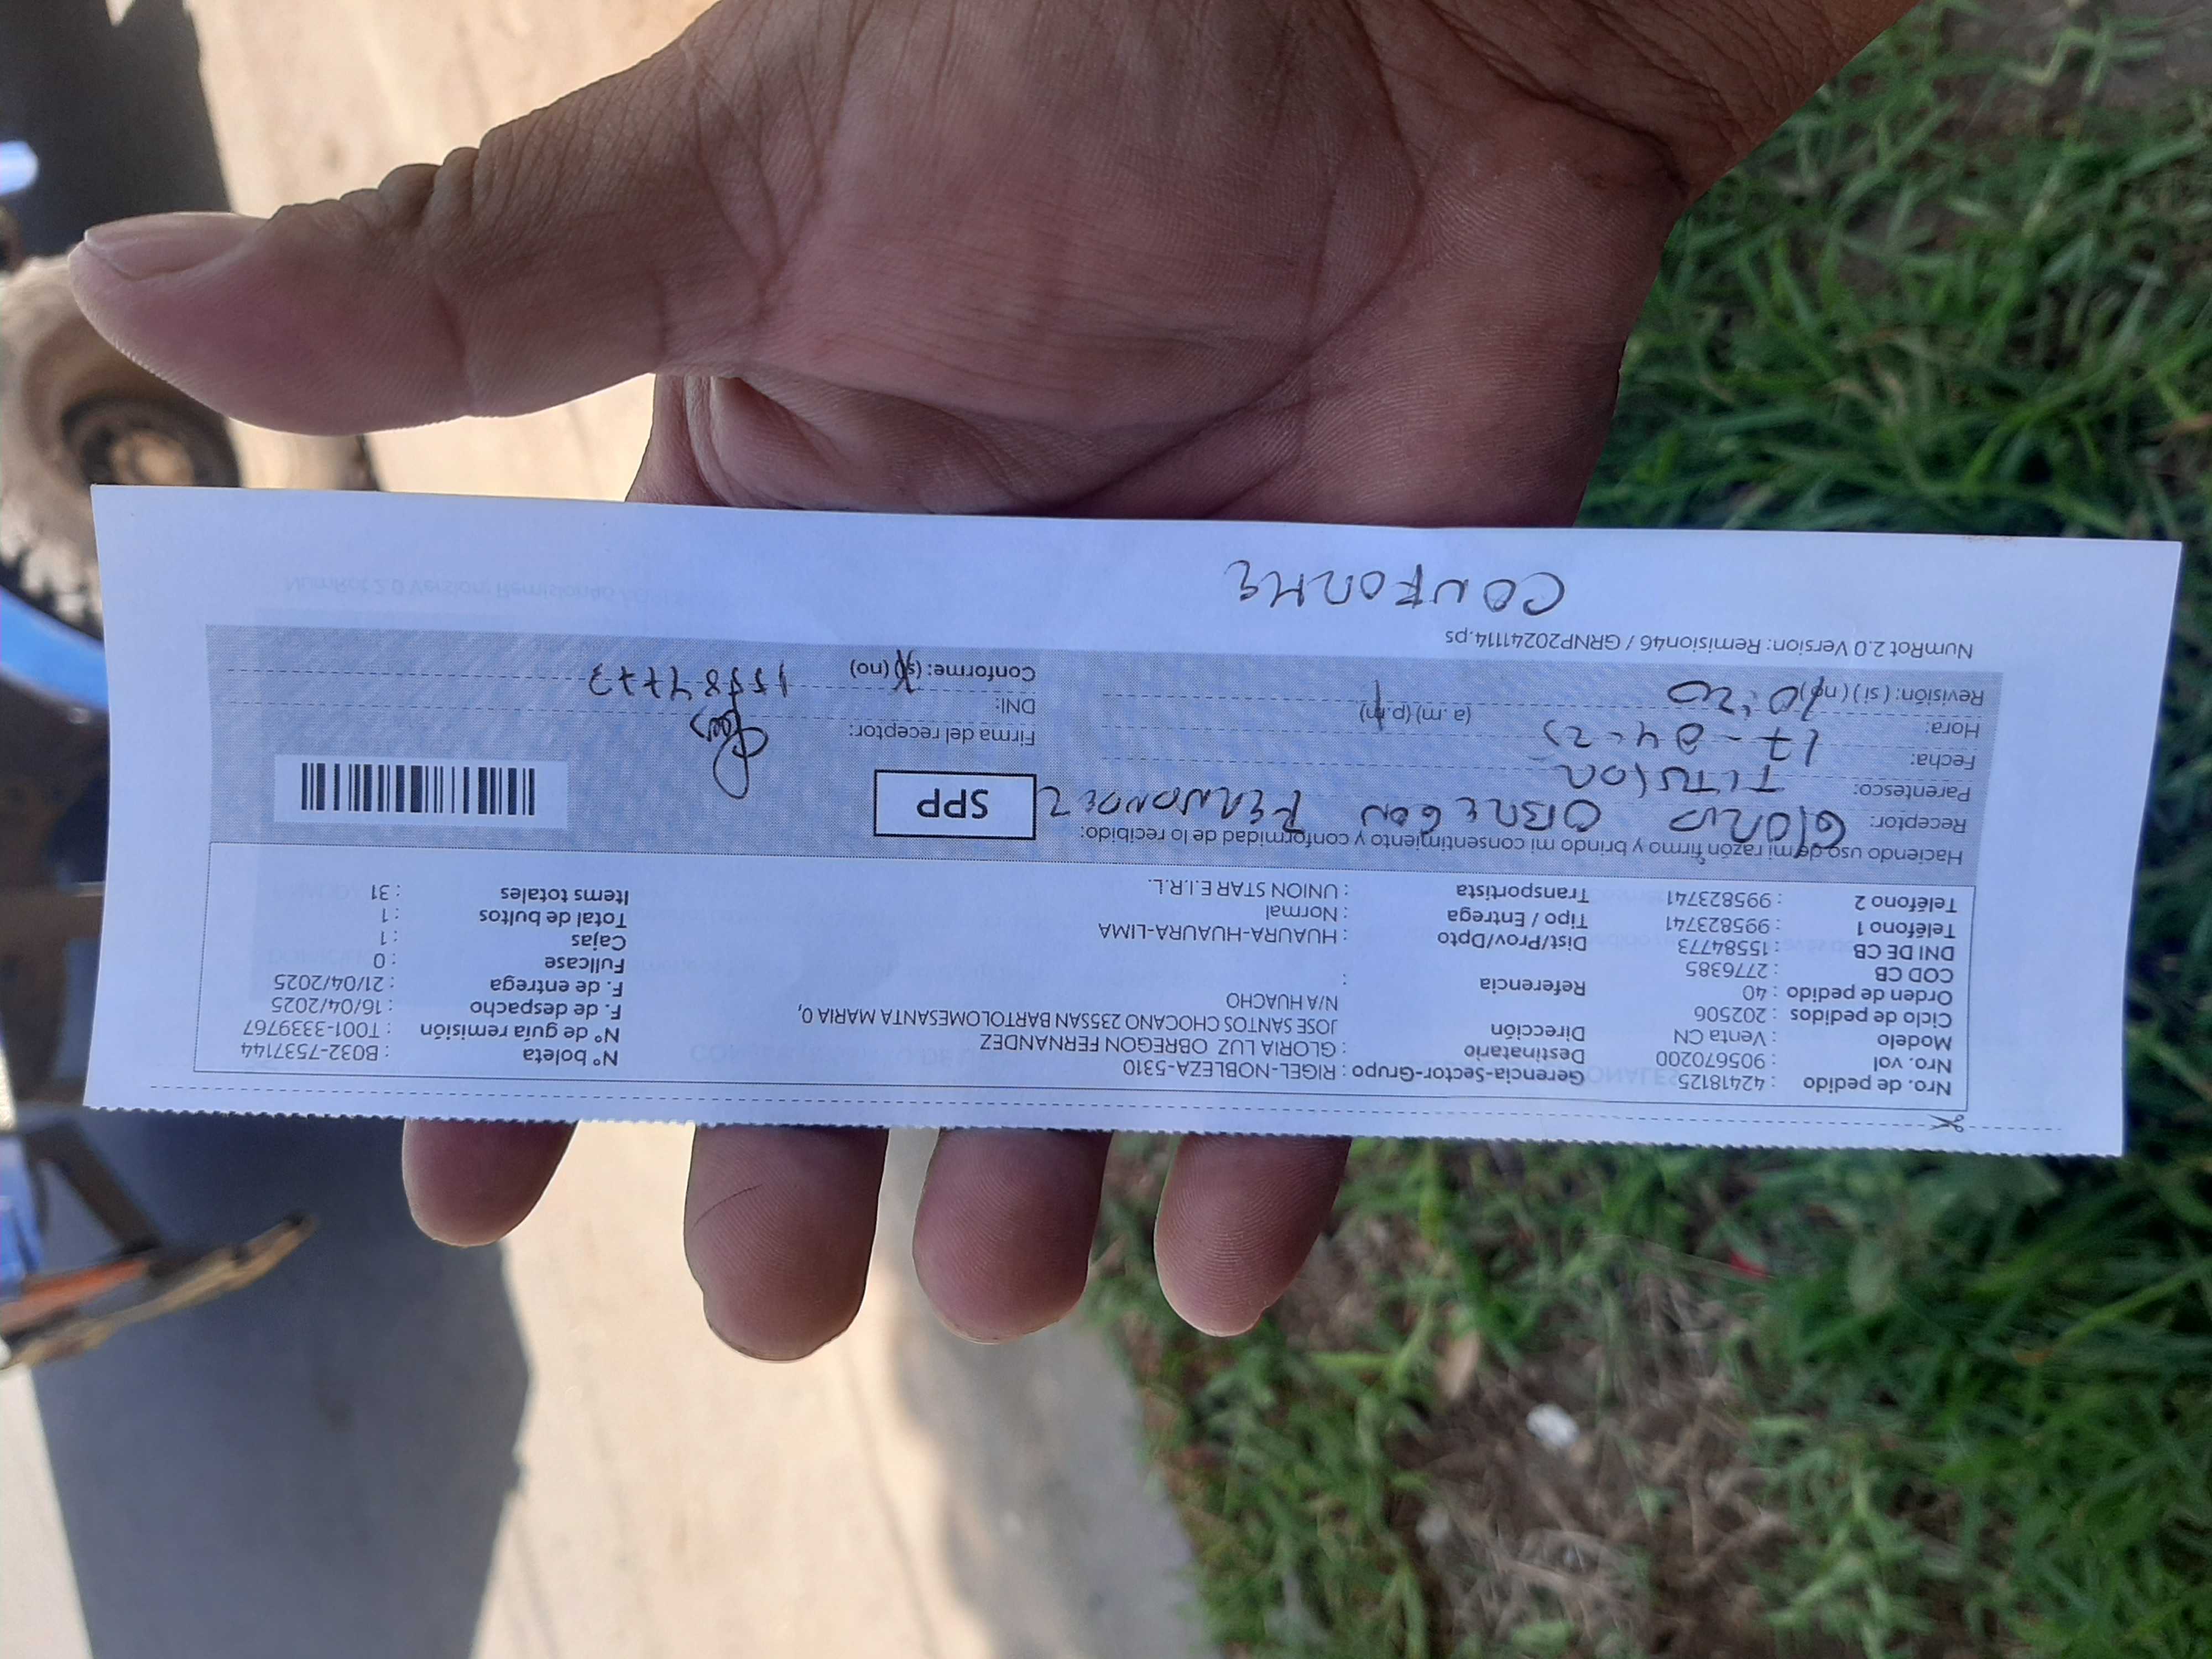 Nro. de pedido : 42418125 Gerencia-Sector-Grupo : RIGEL-NOBLEZA-5310 N° boleta : B032-7537144
Nro. vol : 905670200 Destinatario : GLORIA LUZ OBREGON FERNANDEZ N° de guía remisión : T001-3339767
Modelo : Venta CN Dirección JOSE SANTOS CHOCANO 235SAN BARTOLOMESANTA MARIA 0, F. de despacho : 16/04/2025
Ciclo de pedidos : 202506 N/A HUACHO F. de entrega : 21/04/2025
Orden de pedido : 40 Referencia : Fullcase : 0
COD CB : 2776385 Cajas : 1
DNI DE CB : 15584773 Dist/Prov/Dpto : HUAURA-HUAURA-LIMA Total de bultos : 1
Teléfono 1 : 995823741 Tipo / Entrega : Normal Items totales : 31
Teléfono 2 : 995823741 Transportista : UNION STAR E.I.R.L.
Haciendo uso de mi razón firmo y brindo mi consentimiento y conformidad de lo recibido:
Receptor: GLORIA OBREGON FERNANDEZ SPP
Parentesco:
Fecha: 17-04-25 Firma del receptor:
Hora: 10:20 (a.m) (p.m) DNI: 15584773
Revisión: (si) (no) Conforme: (si) (no)
NumRot 2.0 Version: Remision46 / GRNP20241114.ps
CONFORME